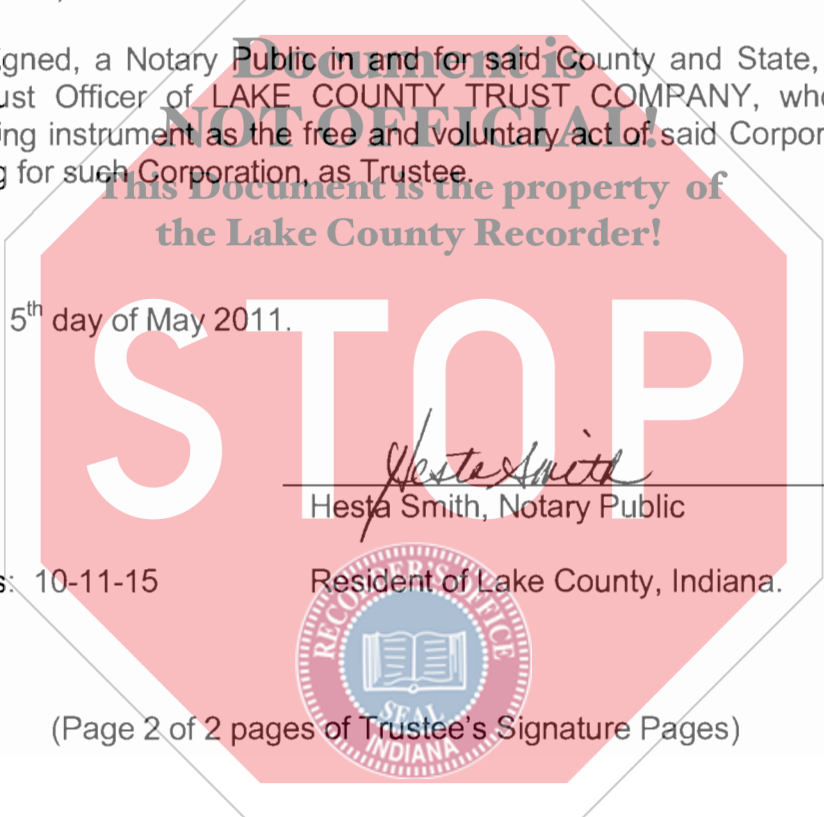 Document is
igned, a Notary Public in and for said County and State,
ust Officer of LAKE COUNTY TRUST COMPANY, who
NOT OFFICIAL!
ing instrument as the free and voluntary act of said Corpor
g for such Corporation, as Trustee.
This Document is the property of
the Lake County Recorder!
5th day of May 2011.
STOP
Hesta Smith
Hesta Smith, Notary Public
s: 10-11-15 Resident of Lake County, Indiana.
RECORDER'S OFFICE
SEAL
INDIANA
(Page 2 of 2 pages of Trustee's Signature Pages)